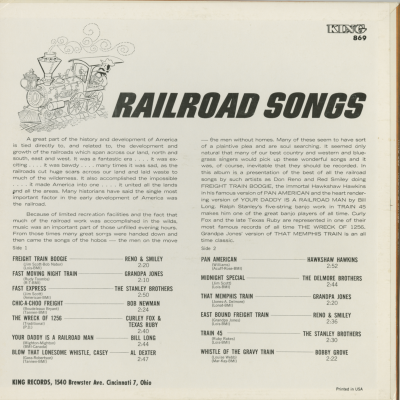 KING
869
RAILROAD SONGS
A great part of the history and development of America
is tied directly to, and related to, the development and
growth of the railroads which span across our land, north and
south, east and west. It was a fantastic era . . . . it was ex-
ching . . . . it was bawdy . . . . many times it was sad, as the
railroads cut huge scars across our land and laid waste to
much of the wilderness. It also accomplished the impossible
. . . . it made America into one . . . . it united all the lands
and all the areas. Many historians have said the single most
important factor in the early development of America was
the railroad.
Because of limited recreation facilities and the fact that
much of the railroad work was accomplished in the wilds,
music was an important part of those unified evening hours.
From those times many great songs were handed down and
then came the songs of the hoboe — the men on the move
— the men without homes. Many of these seem to have sort
of a plaintive plea and are soul searching. It seemed only
natural that many of our best country and western and blue
grass singers would pick up these wonderful songs and it
was, of course, inevitable that they should be recorded. In
this album is a presentation of the best of all the railroad
songs by such artists as Don Reno and Red Smiley doing
FREIGHT TRAIN BOOGIE, the immortal Hawkshaw Hawkins
in his famous version of PAN AMERICAN and the heart render-
ing version of YOUR DADDY IS A RAILROAD MAN by Bill
Long. Ralph Stanley's five-string banjo work in TRAIN 45
makes him one of the great banjo players of all time. Curly
Fox and the late Texas Ruby are represented in one of their
most famous records of all time THE WRECK OF 1256.
Grandpa Jones' version of THAT MEMPHIS TRAIN is an all
time classic.
Side 1
FREIGHT TRAIN BOOGIE RENO & SMILEY
2:20
FAST MOVING NIGHT TRAIN GRANDPA JONES
2:10
FAST EXPRESS — THE STANLEY BROTHERS
2:50
CHOO-CHOO FREIGHT BOB NEWMAN
2:24
THE WRECK OF 1256 CURLEY FOX &
TEXAS RUBY
2:40
YOUR DADDY IS A RAILROAD MAN — BILL LONG
2:44
BLOW THAT LONESOME WHISTLE, CASEY — AL DEXTER
2:47
Side 2
PAN AMERICAN HAWKSHAW HAWKINS
2:52
MIDNIGHT SPECIAL — THE DELMORE BROTHERS
2:44
THAT MEMPHIS TRAIN GRANDPA JONES
2:20
EAST BOUND FREIGHT TRAIN — RENO & SMILEY
2:36
TRAIN 45 THE STANLEY BROTHERS
2:30
WHISTLE OF THE GRAVY TRAIN — BOBBY GROVE
2:22
KING RECORDS, 1540 Brewster Ave. Cincinnati 7, Ohio
Printed in USA